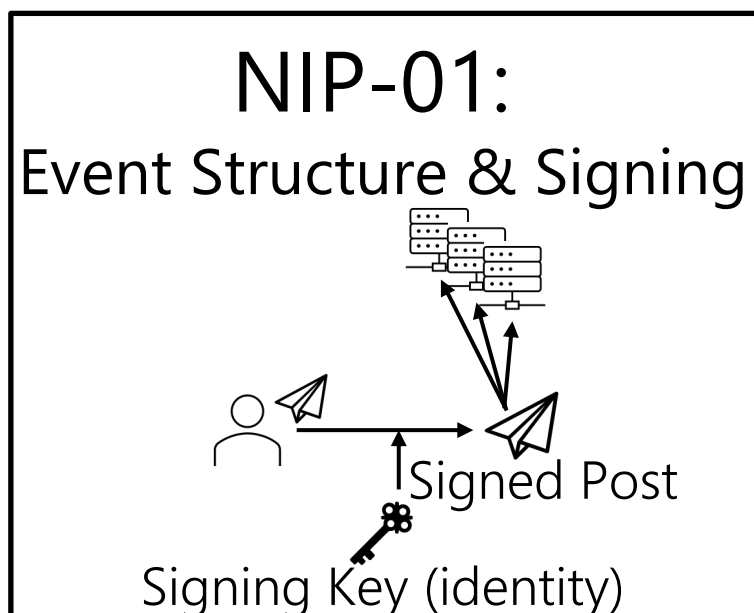 NIP-01:
Event Structure & Signing
Signed Post
Signing Key (identity)